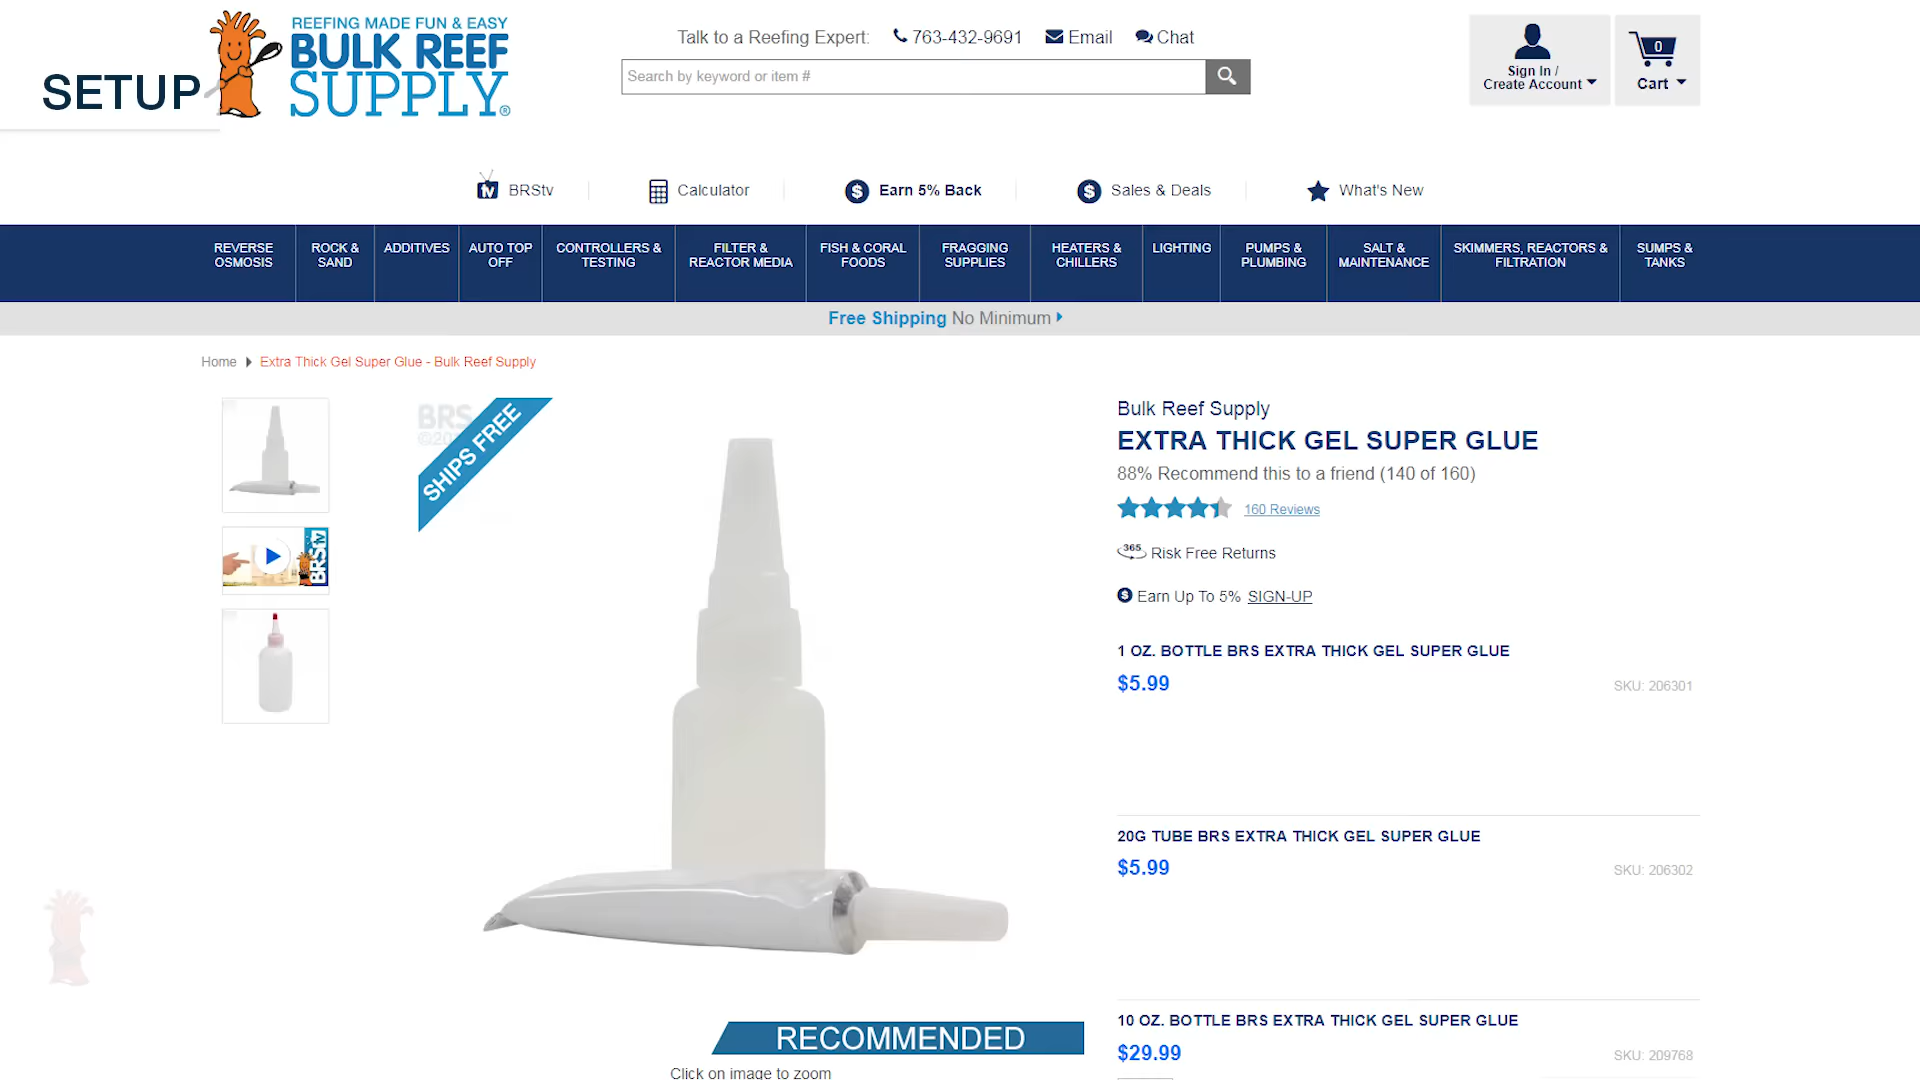 SETUP
REEFING MADE FUN & EASY
BULK REEF
SUPPLY®
Talk to a Reefing Expert: 763-432-9691 Email Chat
Search by keyword or item #
Sign In /
Create Account
0
Cart
BRStv
Calculator
Earn 5% Back
Sales & Deals
What's New
REVERSE
OSMOSIS
ROCK &
SAND
ADDITIVES
AUTO TOP
OFF
CONTROLLERS &
TESTING
FILTER &
REACTOR MEDIA
FISH & CORAL
FOODS
FRAGGING
SUPPLIES
HEATERS &
CHILLERS
LIGHTING
PUMPS &
PLUMBING
SALT &
MAINTENANCE
SKIMMERS, REACTORS &
FILTRATION
SUMPS &
TANKS
Free Shipping No Minimum
Home Extra Thick Gel Super Glue - Bulk Reef Supply
BRS
SHIPS FREE
BRStv
Bulk Reef Supply
EXTRA THICK GEL SUPER GLUE
88% Recommend this to a friend (140 of 160)
160 Reviews
365 Risk Free Returns
Earn Up To 5% SIGN-UP
1 OZ. BOTTLE BRS EXTRA THICK GEL SUPER GLUE
$5.99
SKU: 206301
20G TUBE BRS EXTRA THICK GEL SUPER GLUE
$5.99
SKU: 206302
10 OZ. BOTTLE BRS EXTRA THICK GEL SUPER GLUE
$29.99
SKU: 209768
RECOMMENDED
Click on image to zoom